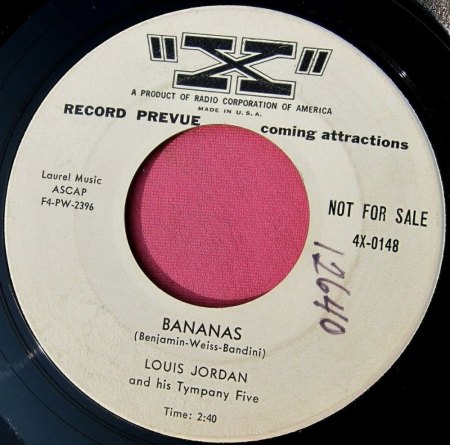 "X"
A PRODUCT OF RADIO CORPORATION OF AMERICA
MADE IN U.S.A.
RECORD PREVUE coming attractions
Laurel Music
ASCAP
F4-PW-2396
NOT FOR SALE
4X-0148
12640
BANANAS
(Benjamin-Weiss-Bandini)
LOUIS JORDAN
and his Tympany Five
Time: 2:40